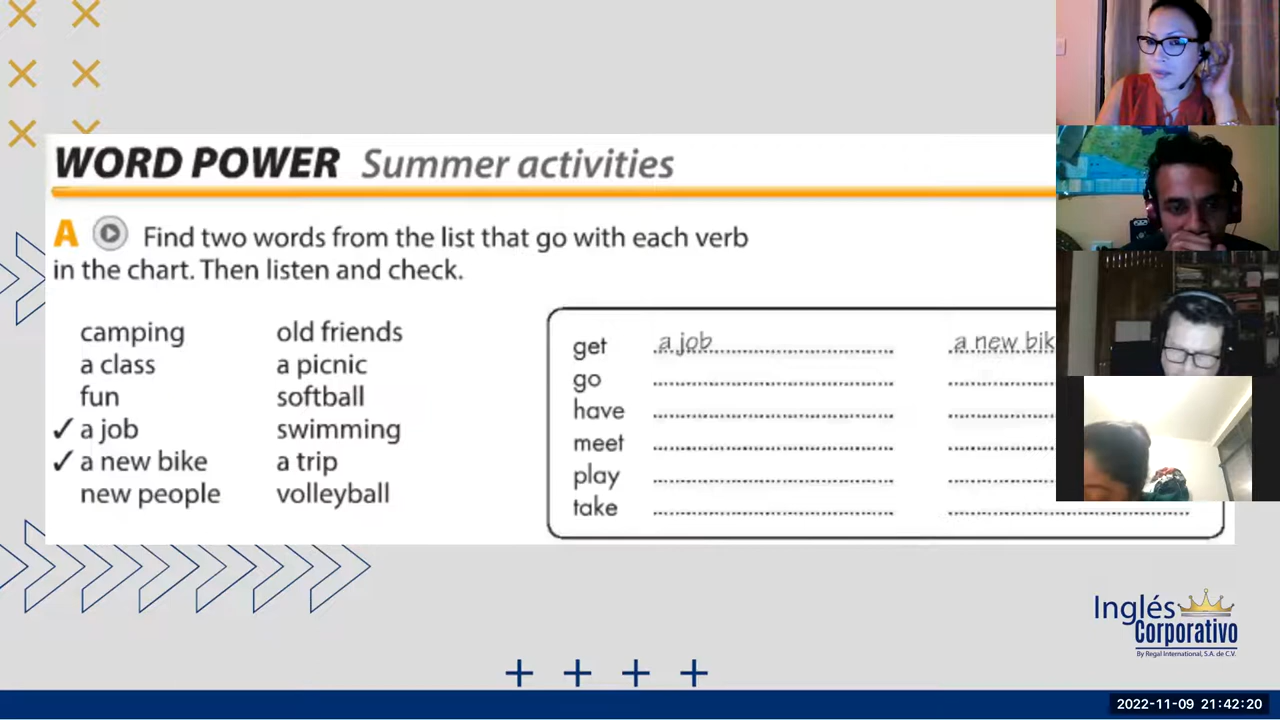 WORD POWER Summer activities
A Find two words from the list that go with each verb
in the chart. Then listen and check.
camping old friends
a class a picnic
fun softball
✓ a job swimming
✓ a new bike a trip
new people volleyball
get a job a new bik
go
have
meet
play
take
Inglés
Corporativo
By Regal International, S.A. de C.V.
2022-11-09 21:42:20